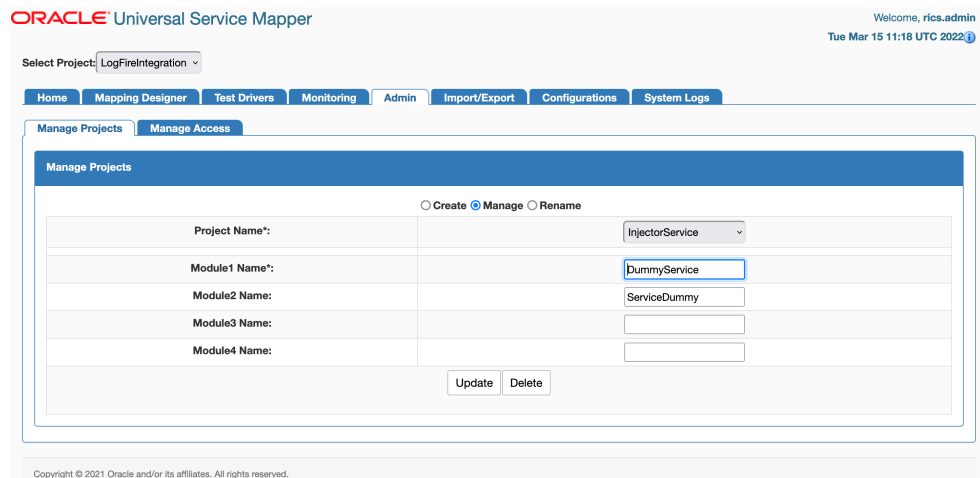 ORACLE® Universal Service Mapper
Welcome, rics.admin
Tue Mar 15 11:18 UTC 2022 i
Select Project: LogFireIntegration
Home Mapping Designer Test Drivers Monitoring Admin Import/Export Configurations System Logs
Manage Projects Manage Access
Manage Projects
Create Manage Rename
Project Name*: InjectorService
Module1 Name*: DummyService
Module2 Name: ServiceDummy
Module3 Name:
Module4 Name:
Update Delete
Copyright © 2021 Oracle and/or its affiliates. All rights reserved.